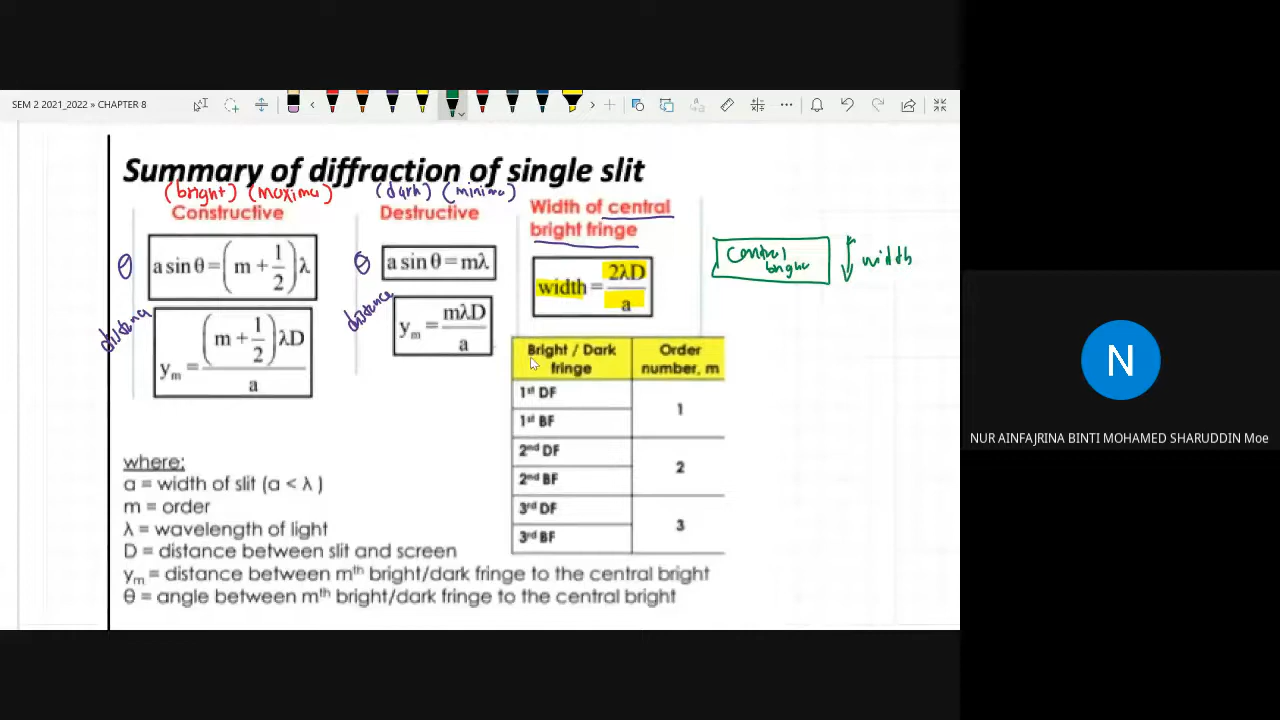 SEM 2 2021_2022 » CHAPTER 8
Summary of diffraction of single slit
(bright) (maxima)
Constructive
θ
a sin θ = (m + 1/2) λ
distance
yₘ = (m + 1/2) λD / a
(dark) (minima)
Destructive
θ
a sin θ = mλ
distance
yₘ = mλD / a
Width of central
bright fringe
width = 2λD / a
central
bright
width
Bright / Dark fringe | Order number, m
1st DF
1st BF
1
2nd DF
2nd BF
2
3rd DF
3rd BF
3
where:
a = width of slit (a < λ )
m = order
λ = wavelength of light
D = distance between slit and screen
yₘ = distance between mth bright/dark fringe to the central bright
θ = angle between mth bright/dark fringe to the central bright
N
NUR AINFAJRINA BINTI MOHAMED SHARUDDIN Moe